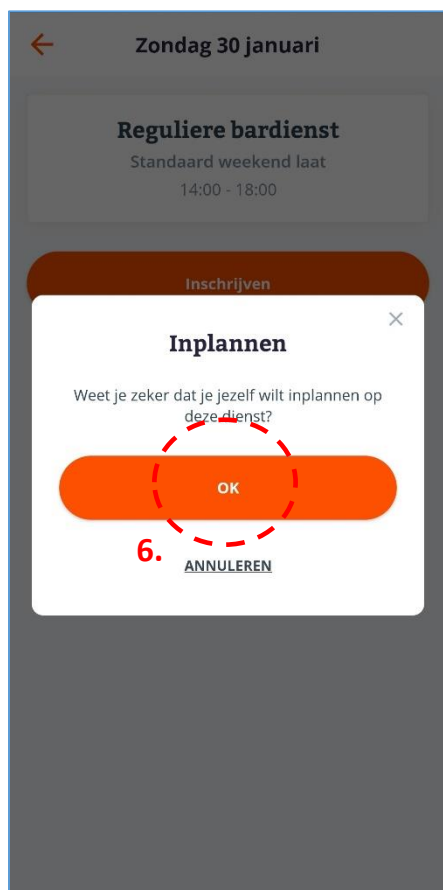 Zondag 30 januari
Reguliere bardienst
Standaard weekend laat
14:00 - 18:00
Inschrijven
Inplannen
Weet je zeker dat je jezelf wilt inplannen op
deze dienst?
OK
6.
ANNULEREN